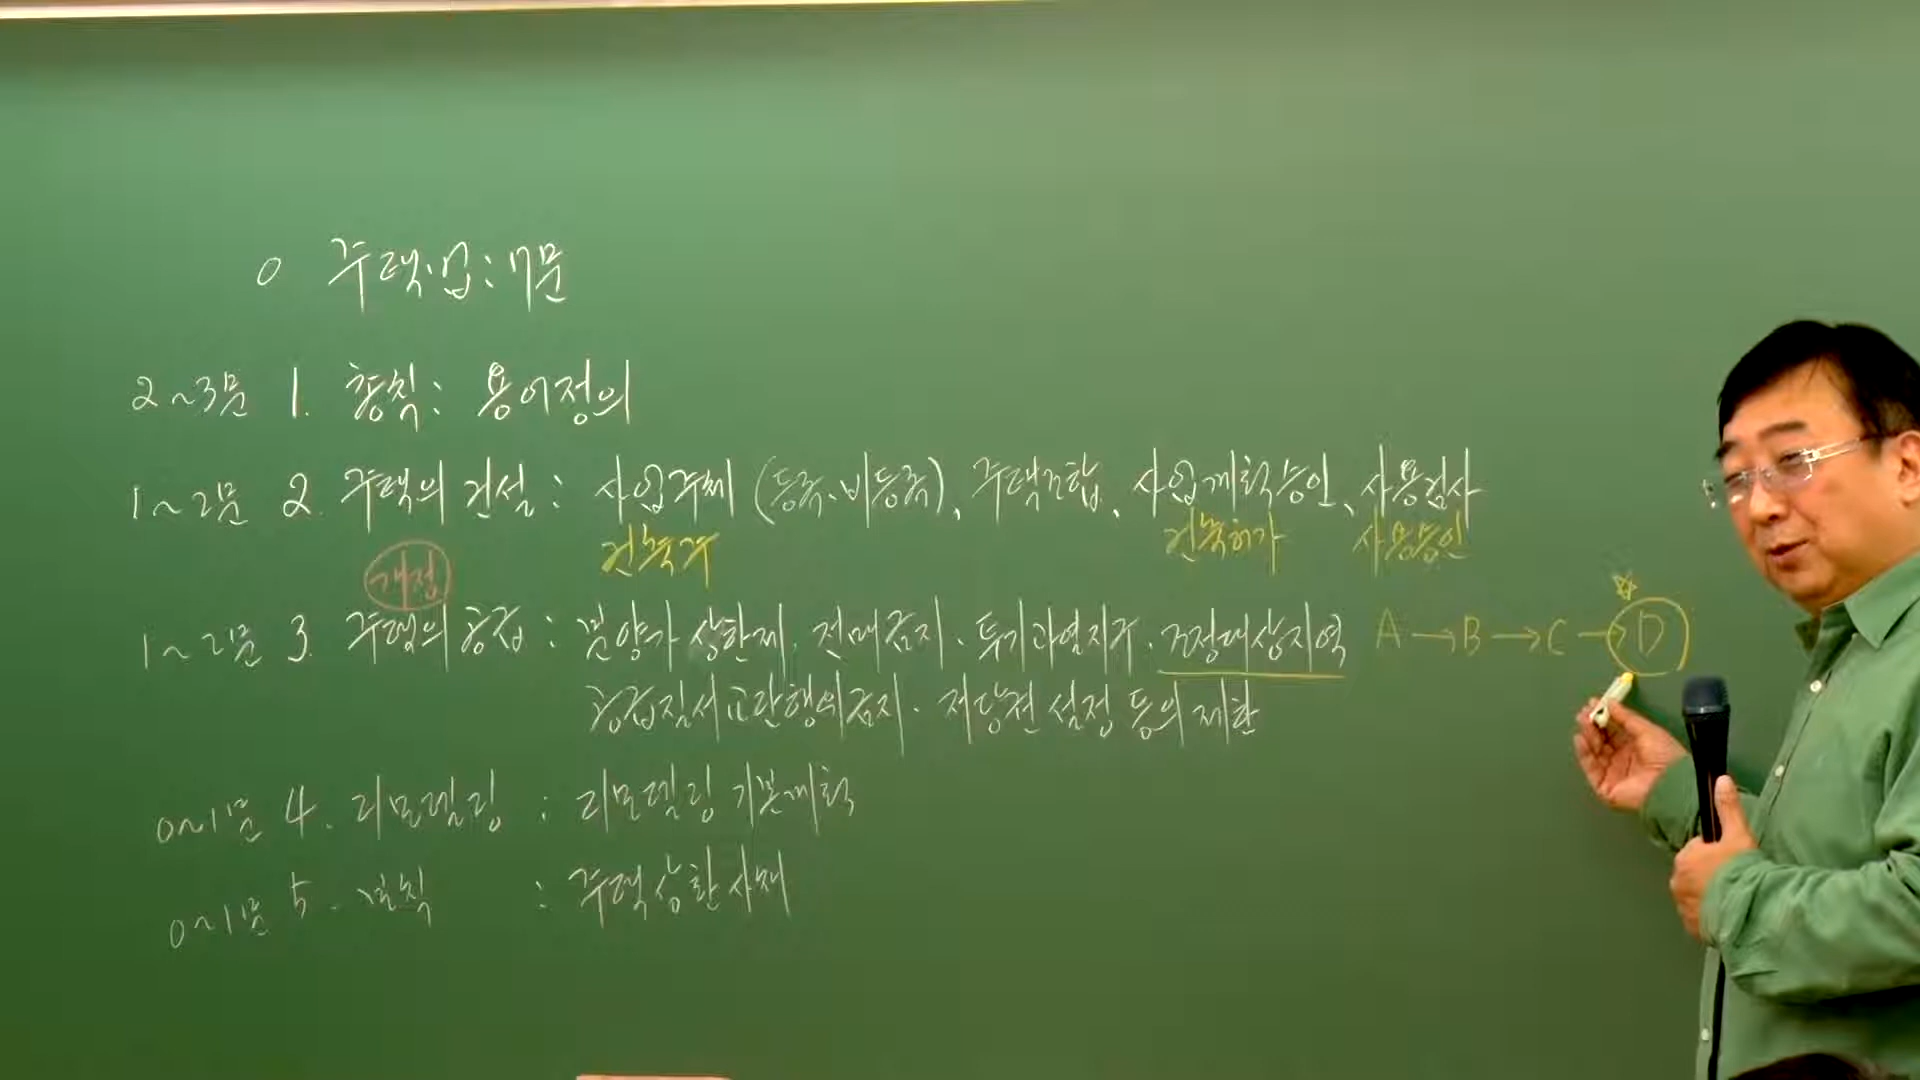 o 주택법 : 7문
2~3문 1. 총칙 : 용어정의
1~2문 2. 주택의 건설 : 사업주체 (등록·비등록), 주택조합, 사업계획승인, 사용검사
건축주 건축허가 사용승인
개정
1~2문 3. 주택의 공급 : 분양가 상한제 · 전매금지 · 투기과열지구 · 조정대상지역 A → B → C → D
공급질서교란행위금지 · 저당권 설정 등의 제한
0~1문 4. 리모델링 : 리모델링 기본계획
0~1문 5. 벌칙 : 주택상환사채